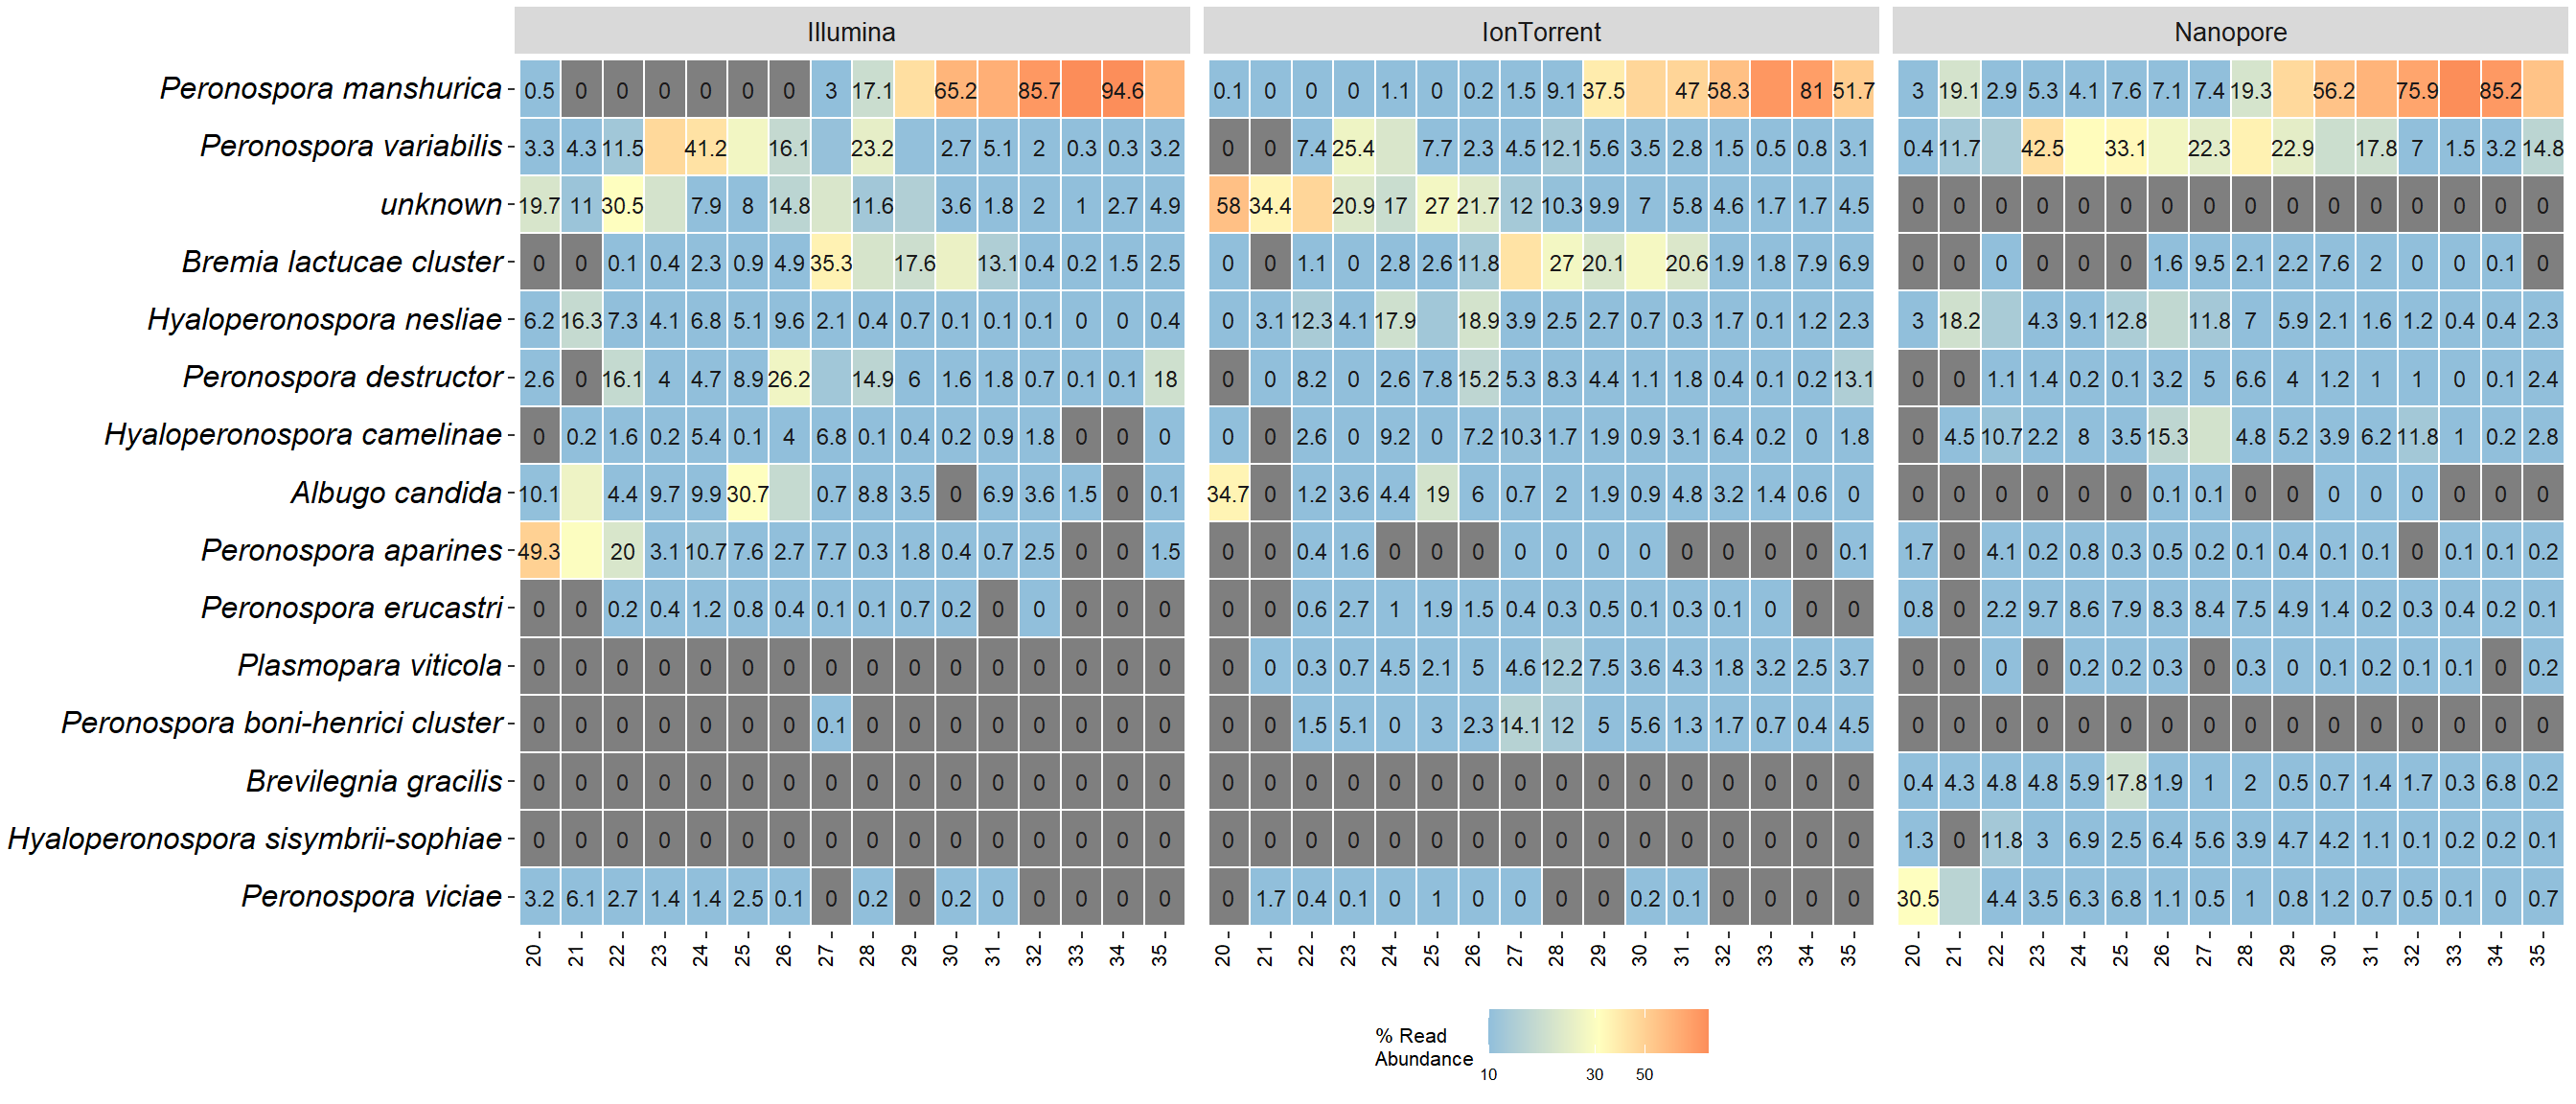 Illumina IonTorrent Nanopore
Peronospora manshurica 0.5 0 0 0 0 0 0 3 17.1 65.2 85.7 94.6 0.1 0 0 0 1.1 0 0.2 1.5 9.1 37.5 47 58.3 81 51.7 3 19.1 2.9 5.3 4.1 7.6 7.1 7.4 19.3 56.2 75.9 85.2
Peronospora variabilis 3.3 4.3 11.5 41.2 16.1 23.2 2.7 5.1 2 0.3 0.3 3.2 0 0 7.4 25.4 7.7 2.3 4.5 12.1 5.6 3.5 2.8 1.5 0.5 0.8 3.1 0.4 11.7 42.5 33.1 22.3 22.9 17.8 7 1.5 3.2 14.8
unknown 19.7 11 30.5 7.9 8 14.8 11.6 3.6 1.8 2 1 2.7 4.9 58 34.4 20.9 17 27 21.7 12 10.3 9.9 7 5.8 4.6 1.7 1.7 4.5 0 0 0 0 0 0 0 0 0 0 0 0 0 0 0 0
Bremia lactucae cluster 0 0 0.1 0.4 2.3 0.9 4.9 35.3 17.6 13.1 0.4 0.2 1.5 2.5 0 0 1.1 0 2.8 2.6 11.8 27 20.1 20.6 1.9 1.8 7.9 6.9 0 0 0 0 0 0 1.6 9.5 2.1 2.2 7.6 2 0 0 0.1 0
Hyaloperonospora nesliae 6.2 16.3 7.3 4.1 6.8 5.1 9.6 2.1 0.4 0.7 0.1 0.1 0.1 0 0 0.4 0 3.1 12.3 4.1 17.9 18.9 3.9 2.5 2.7 0.7 0.3 1.7 0.1 1.2 2.3 3 18.2 4.3 9.1 12.8 11.8 7 5.9 2.1 1.6 1.2 0.4 0.4 2.3
Peronospora destructor 2.6 0 16.1 4 4.7 8.9 26.2 14.9 6 1.6 1.8 0.7 0.1 0.1 18 0 0 8.2 0 2.6 7.8 15.2 5.3 8.3 4.4 1.1 1.8 0.4 0.1 0.2 13.1 0 0 1.1 1.4 0.2 0.1 3.2 5 6.6 4 1.2 1 1 0 0.1 2.4
Hyaloperonospora camelinae 0 0.2 1.6 0.2 5.4 0.1 4 6.8 0.1 0.4 0.2 0.9 1.8 0 0 0 0 0 2.6 0 9.2 0 7.2 10.3 1.7 1.9 0.9 3.1 6.4 0.2 0 1.8 0 4.5 10.7 2.2 8 3.5 15.3 4.8 5.2 3.9 6.2 11.8 1 0.2 2.8
Albugo candida 10.1 4.4 9.7 9.9 30.7 0.7 8.8 3.5 0 6.9 3.6 1.5 0 0.1 34.7 0 1.2 3.6 4.4 19 6 0.7 2 1.9 0.9 4.8 3.2 1.4 0.6 0 0 0 0 0 0 0 0.1 0.1 0 0 0 0 0 0 0 0
Peronospora aparines 49.3 20 3.1 10.7 7.6 2.7 7.7 0.3 1.8 0.4 0.7 2.5 0 0 1.5 0 0 0.4 1.6 0 0 0 0 0 0 0 0 0 0 0 0.1 1.7 0 4.1 0.2 0.8 0.3 0.5 0.2 0.1 0.4 0.1 0.1 0 0.1 0.1 0.2
Peronospora erucastri 0 0 0.2 0.4 1.2 0.8 0.4 0.1 0.1 0.7 0.2 0 0 0 0 0 0 0 0.6 2.7 1 1.9 1.5 0.4 0.3 0.5 0.1 0.3 0.1 0 0 0 0.8 0 2.2 9.7 8.6 7.9 8.3 8.4 7.5 4.9 1.4 0.2 0.3 0.4 0.2 0.1
Plasmopara viticola 0 0 0 0 0 0 0 0 0 0 0 0 0 0 0 0 0 0 0.3 0.7 4.5 2.1 5 4.6 12.2 7.5 3.6 4.3 1.8 3.2 2.5 3.7 0 0 0 0 0.2 0.2 0.3 0 0.3 0 0.1 0.2 0.1 0.1 0 0.2
Peronospora boni-henrici cluster 0 0 0 0 0 0 0 0.1 0 0 0 0 0 0 0 0 0 0 1.5 5.1 0 3 2.3 14.1 12 5 5.6 1.3 1.7 0.7 0.4 4.5 0 0 0 0 0 0 0 0 0 0 0 0 0 0 0 0
Brevilegnia gracilis 0 0 0 0 0 0 0 0 0 0 0 0 0 0 0 0 0 0 0 0 0 0 0 0 0 0 0 0 0 0 0 0 0.4 4.3 4.8 4.8 5.9 17.8 1.9 1 2 0.5 0.7 1.4 1.7 0.3 6.8 0.2
Hyaloperonospora sisymbrii-sophiae 0 0 0 0 0 0 0 0 0 0 0 0 0 0 0 0 0 0 0 0 0 0 0 0 0 0 0 0 0 0 0 0 1.3 0 11.8 3 6.9 2.5 6.4 5.6 3.9 4.7 4.2 1.1 0.1 0.2 0.2 0.1
Peronospora viciae 3.2 6.1 2.7 1.4 1.4 2.5 0.1 0 0.2 0 0.2 0 0 0 0 0 0 1.7 0.4 0.1 0 1 0 0 0 0 0.2 0.1 0 0 0 0 30.5 4.4 3.5 6.3 6.8 1.1 0.5 1 0.8 1.2 0.7 0.5 0.1 0 0.7
20 21 22 23 24 25 26 27 28 29 30 31 32 33 34 35 20 21 22 23 24 25 26 27 28 29 30 31 32 33 34 35 20 21 22 23 24 25 26 27 28 29 30 31 32 33 34 35
% Read
Abundance
10 30 50